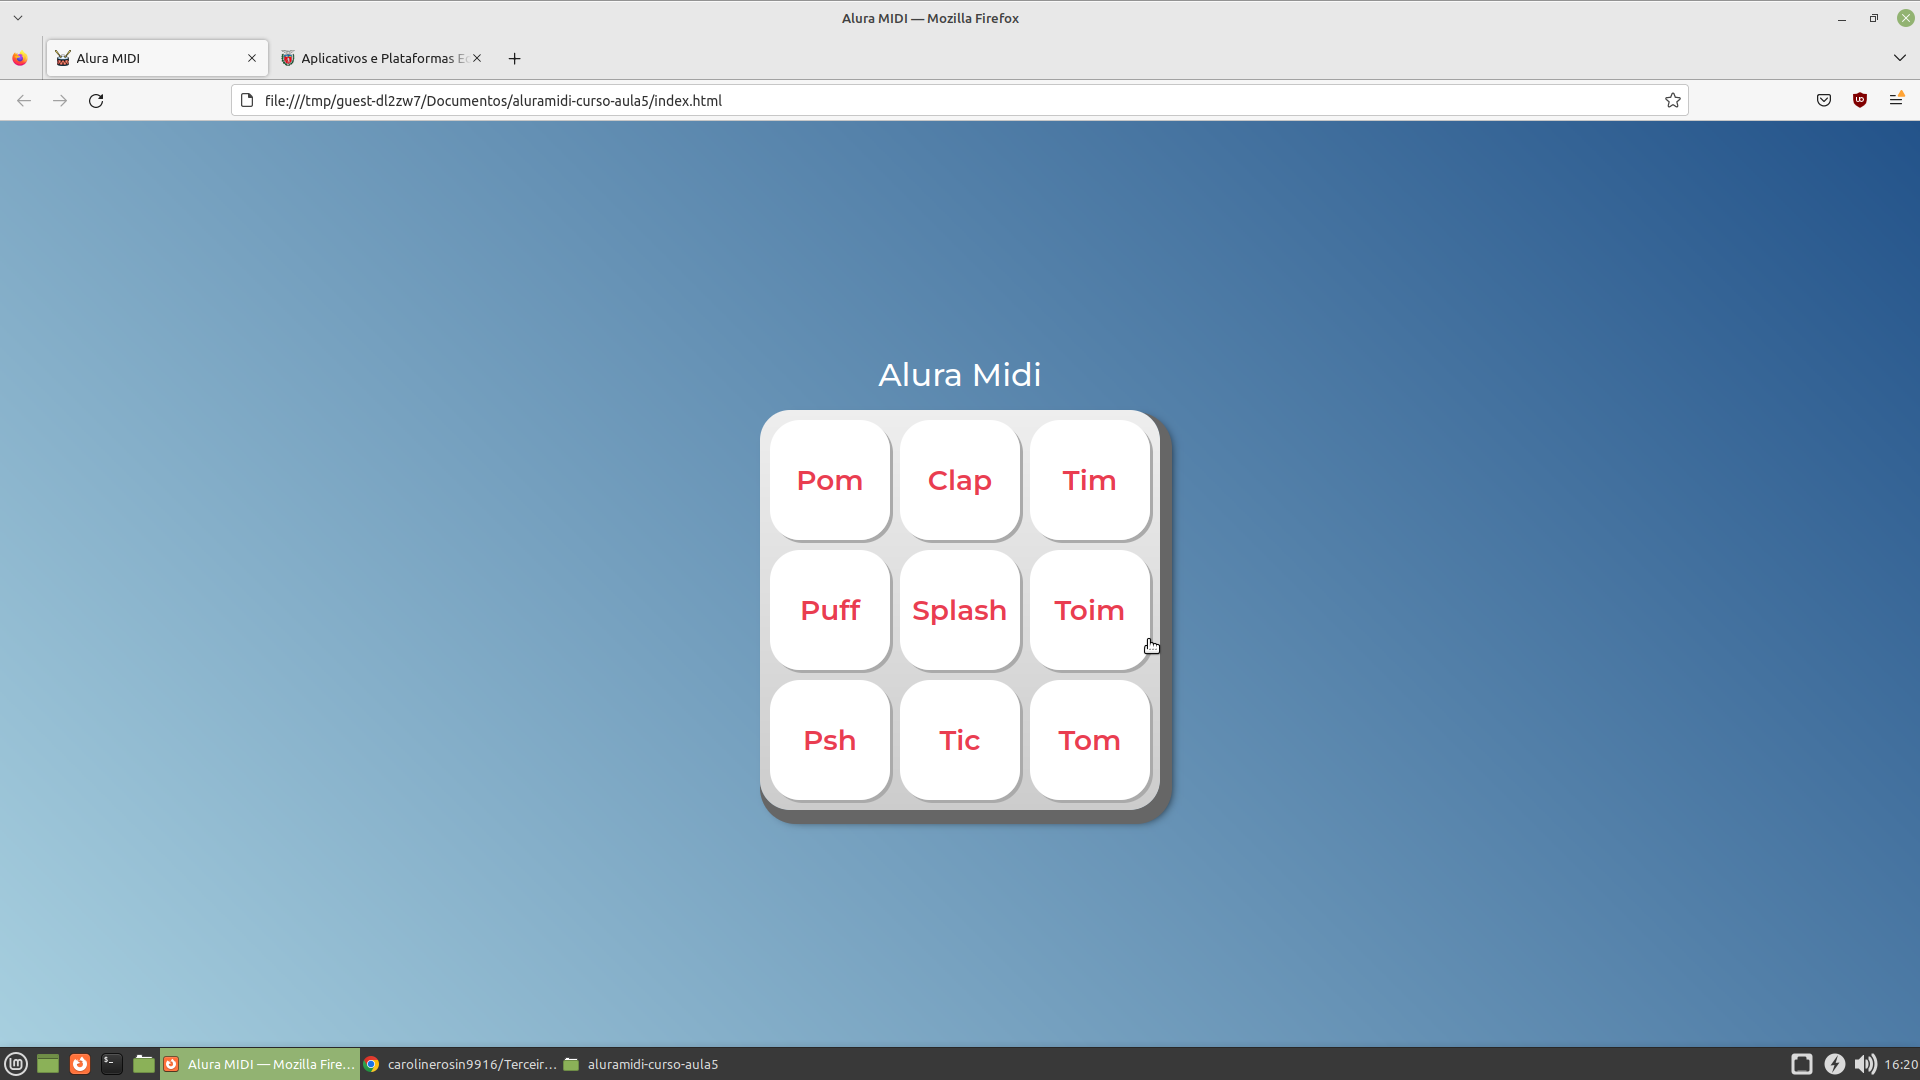 Alura MIDI — Mozilla Firefox
Alura MIDI
Aplicativos e Plataformas
file:///tmp/guest-dl2zw7/Documentos/aluramidi-curso-aula5/index.html
Alura Midi
Pom Clap Tim
Puff Splash Toim
Psh Tic Tom
Alura MIDI — Mozilla Fire... carolinerosin9916/Terceir... aluramidi-curso-aula5 16:20